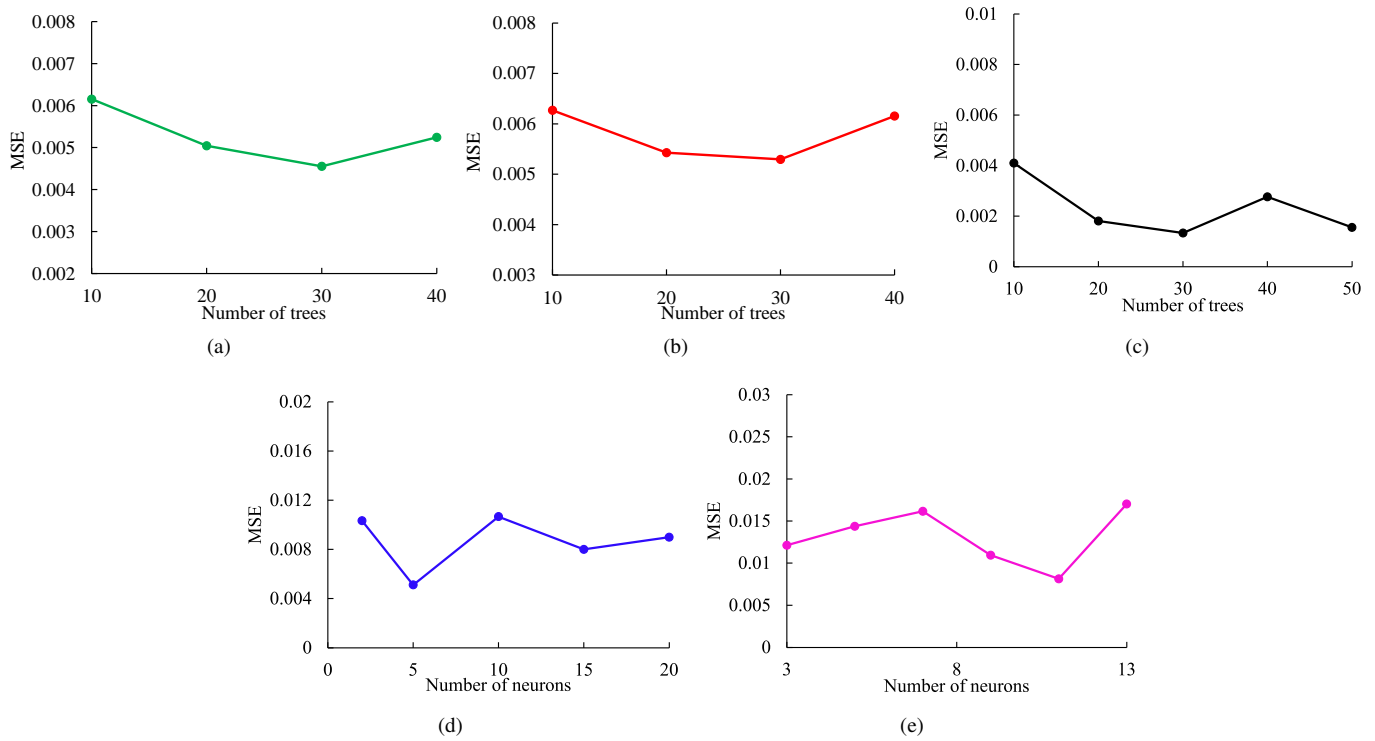 0.008
0.007
0.006
0.005
0.004
0.003
0.002
MSE
10 20 30 40
Number of trees
(a)
0.008
0.007
0.006
0.005
0.004
0.003
MSE
10 20 30 40
Number of trees
(b)
0.01
0.008
0.006
0.004
0.002
0
MSE
10 20 30 40 50
Number of trees
(c)
0.02
0.016
0.012
0.008
0.004
0
MSE
0 5 10 15 20
Number of neurons
(d)
0.03
0.025
0.02
0.015
0.01
0.005
0
MSE
3 8 13
Number of neurons
(e)